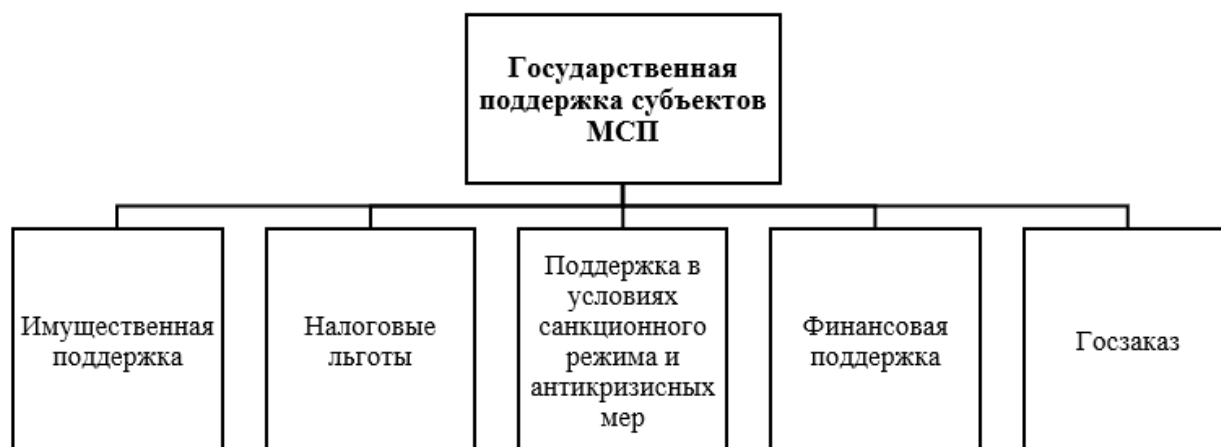 Государственная
поддержка субъектов
МСП
Имущественная
поддержка
Налоговые
льготы
Поддержка в
условиях
санкционного
режима и
антикризисных
мер
Финансовая
поддержка
Госзаказ